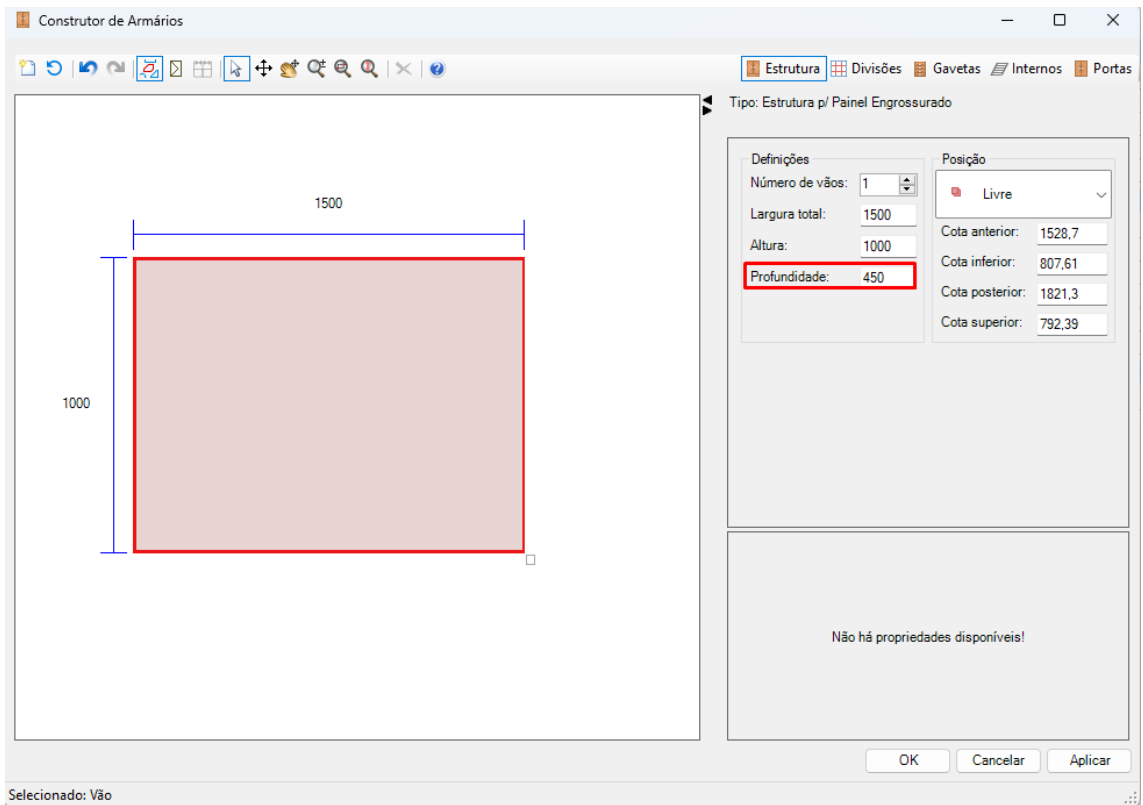 Construtor de Armários
Estrutura Divisões Gavetas Internos Portas
Tipo: Estrutura p/ Painel Engrossurado
Definições
Número de vãos: 1
Largura total: 1500
Altura: 1000
Profundidade: 450
Posição
Livre
Cota anterior: 1528,7
Cota inferior: 807,61
Cota posterior: 1821,3
Cota superior: 792,39
1500
1000
Não há propriedades disponíveis!
OK Cancelar Aplicar
Selecionado: Vão